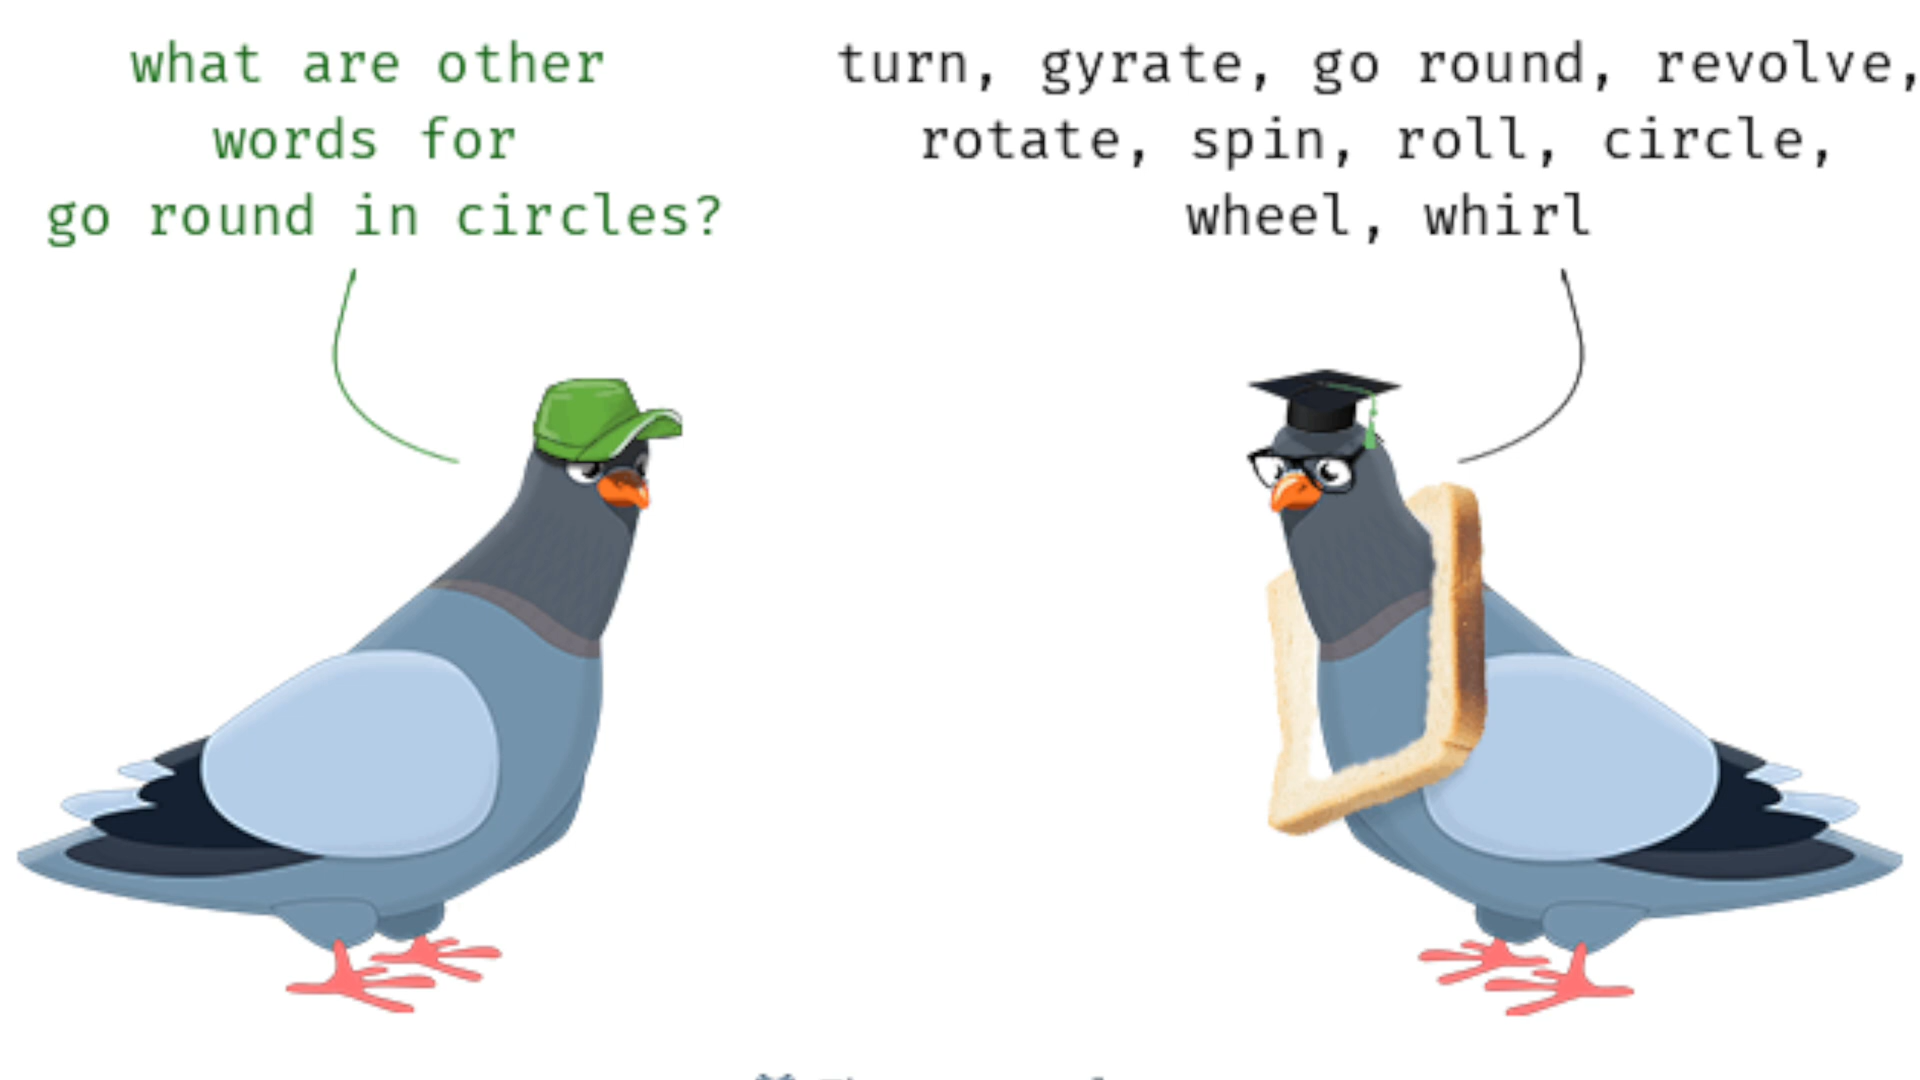 what are other
words for
go round in circles?
turn, gyrate, go round, revolve,
rotate, spin, roll, circle,
wheel, whirl